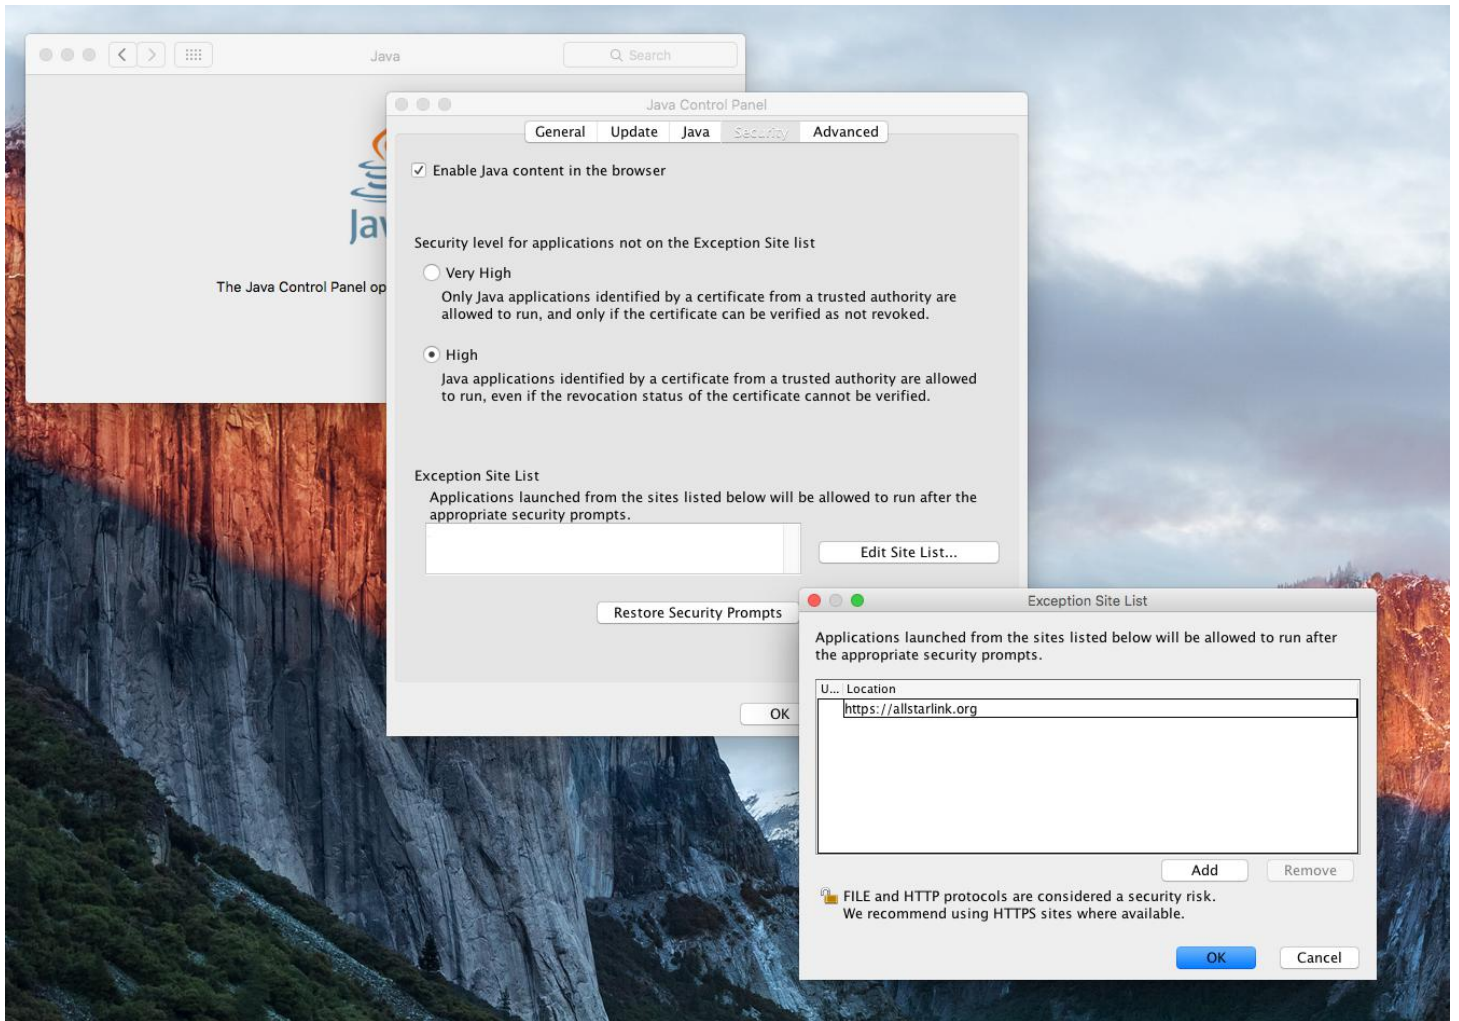 Java
Search
Java
The Java Control Panel op
Java Control Panel
General Update Java Security Advanced
Enable Java content in the browser
Security level for applications not on the Exception Site list
Very High
Only Java applications identified by a certificate from a trusted authority are
allowed to run, and only if the certificate can be verified as not revoked.
High
Java applications identified by a certificate from a trusted authority are allowed
to run, even if the revocation status of the certificate cannot be verified.
Exception Site List
Applications launched from the sites listed below will be allowed to run after the
appropriate security prompts.
Edit Site List...
Restore Security Prompts
OK
Exception Site List
Applications launched from the sites listed below will be allowed to run after
the appropriate security prompts.
U... Location
https://allstarlink.org
Add Remove
FILE and HTTP protocols are considered a security risk.
We recommend using HTTPS sites where available.
OK Cancel